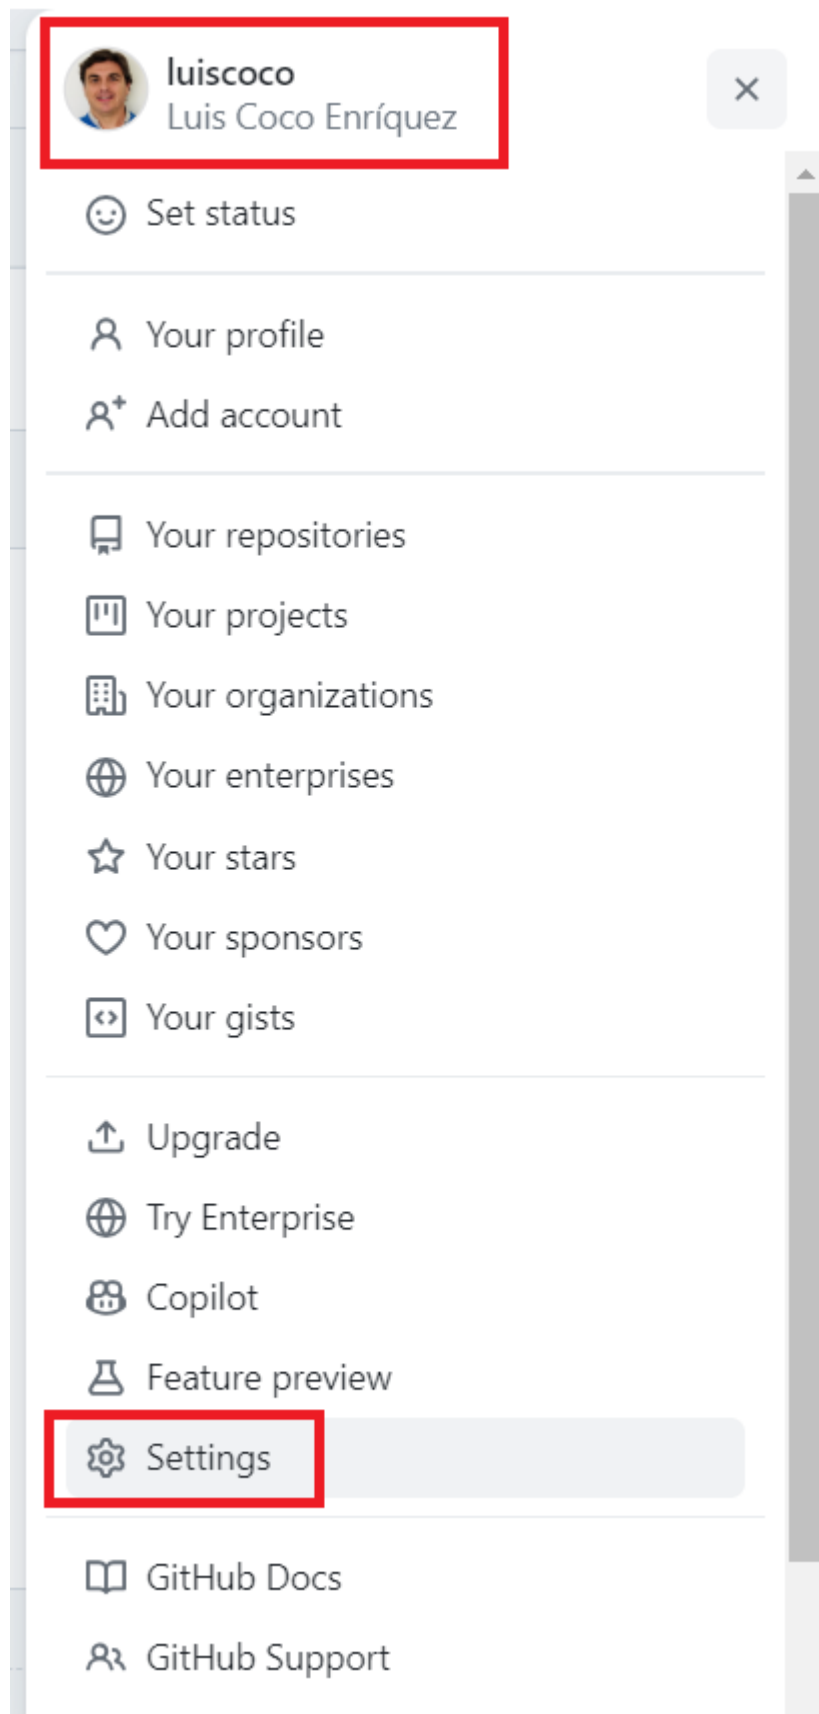 luiscoco
Luis Coco Enríquez
Set status
Your profile
Add account
Your repositories
Your projects
Your organizations
Your enterprises
Your stars
Your sponsors
Your gists
Upgrade
Try Enterprise
Copilot
Feature preview
Settings
GitHub Docs
GitHub Support